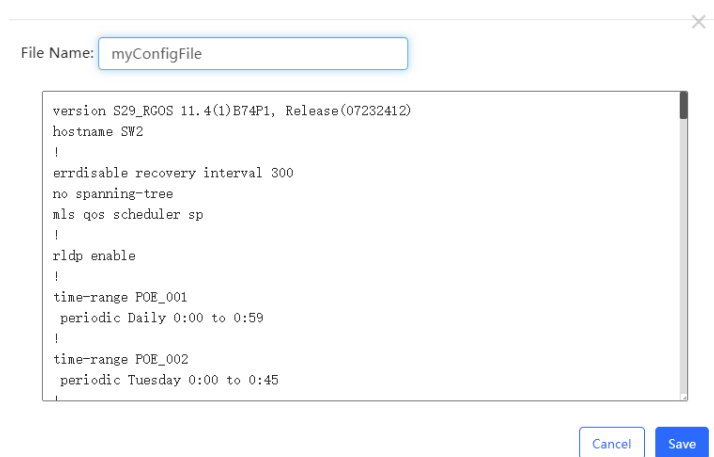 File Name: myConfigFile
version S29_RGOS 11.4(1)B74P1, Release(07232412)
hostname SW2
!
errdisable recovery interval 300
no spanning-tree
mls qos scheduler sp
!
rldp enable
!
time-range POE_001
 periodic Daily 0:00 to 0:59
!
time-range POE_002
 periodic Tuesday 0:00 to 0:45
!
Cancel Save